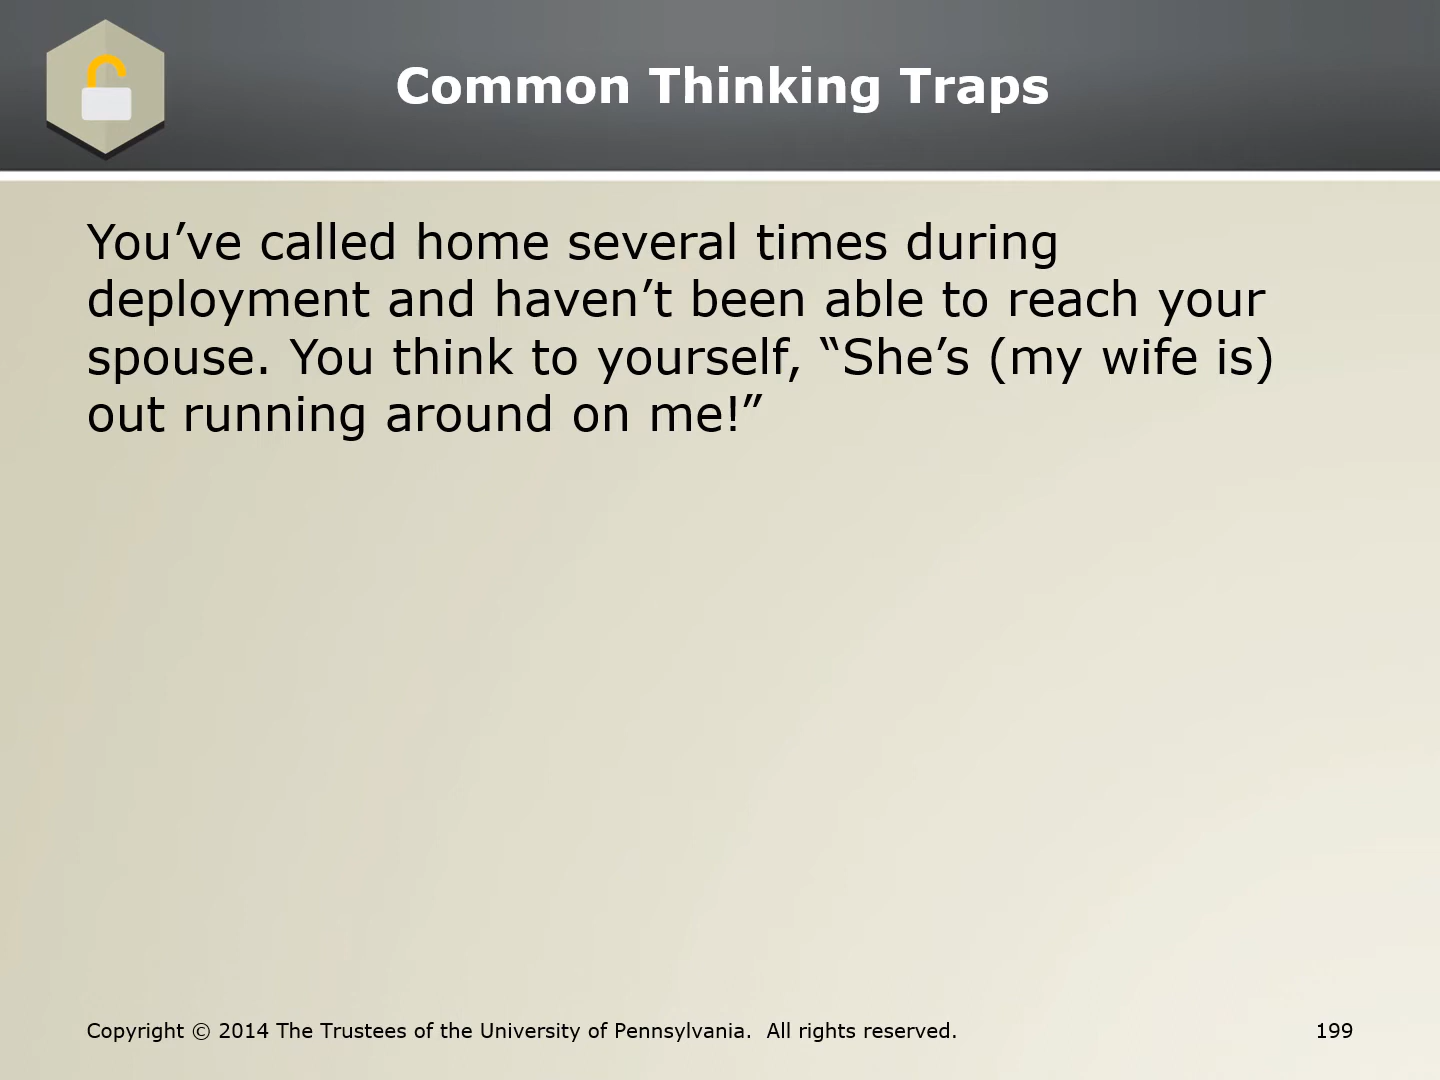 Common Thinking Traps
You’ve called home several times during
deployment and haven’t been able to reach your
spouse. You think to yourself, “She’s (my wife is)
out running around on me!”
Copyright © 2014 The Trustees of the University of Pennsylvania.  All rights reserved.
199